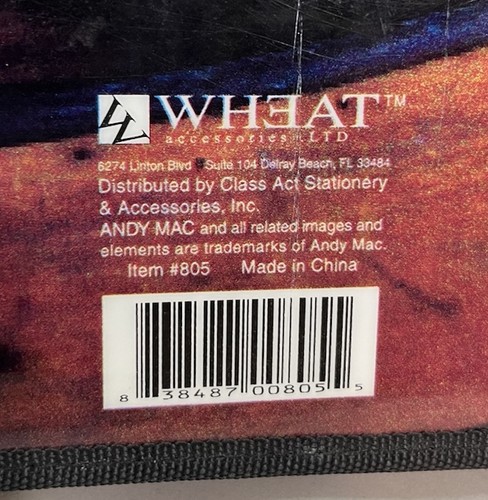 WHEAT™
accessories LTD
6274 Linton Blvd Suite 104 Delray Beach, FL 33484
Distributed by Class Act Stationery
& Accessories, Inc.
ANDY MAC and all related images and
elements are trademarks of Andy Mac.
Item #805 Made in China
8 38487 00805 5